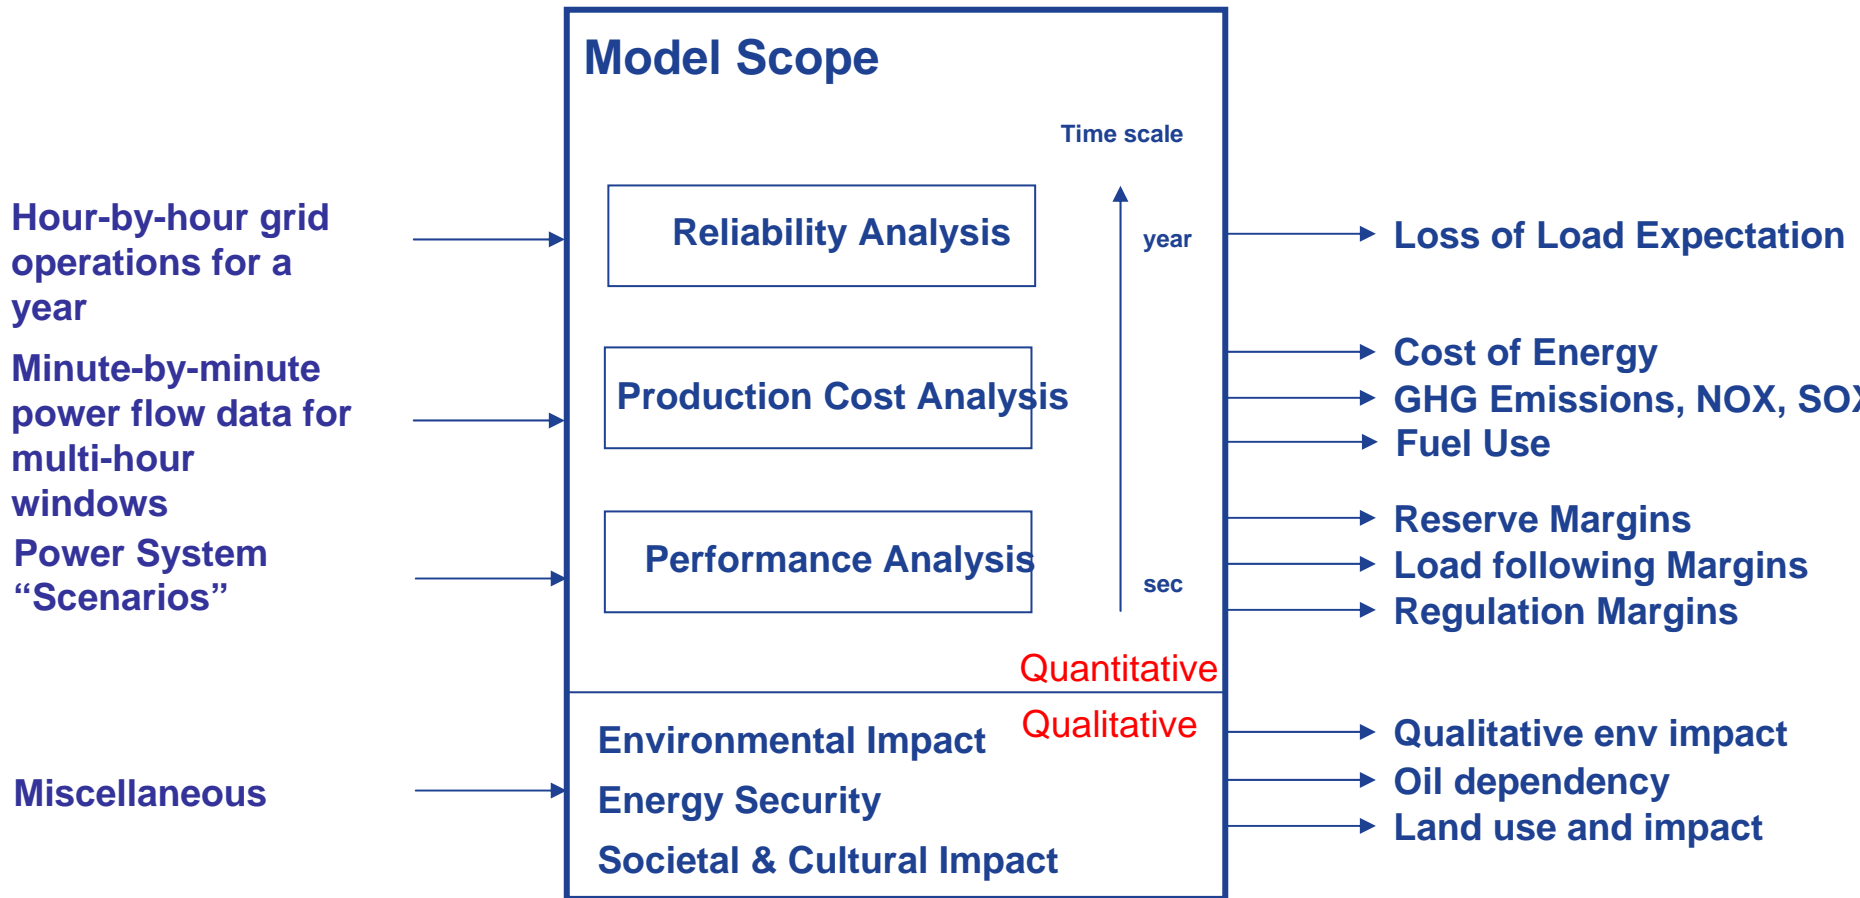 Model Scope
Time scale
Hour-by-hour grid
operations for a
year
Reliability Analysis
year
Loss of Load Expectation
Minute-by-minute
power flow data for
multi-hour
windows
Production Cost Analysis
Cost of Energy
GHG Emissions, NOX, SOX
Fuel Use
Power System
“Scenarios”
Performance Analysis
sec
Reserve Margins
Load following Margins
Regulation Margins
Quantitative
Qualitative
Miscellaneous
Environmental Impact
Energy Security
Societal & Cultural Impact
Qualitative env impact
Oil dependency
Land use and impact